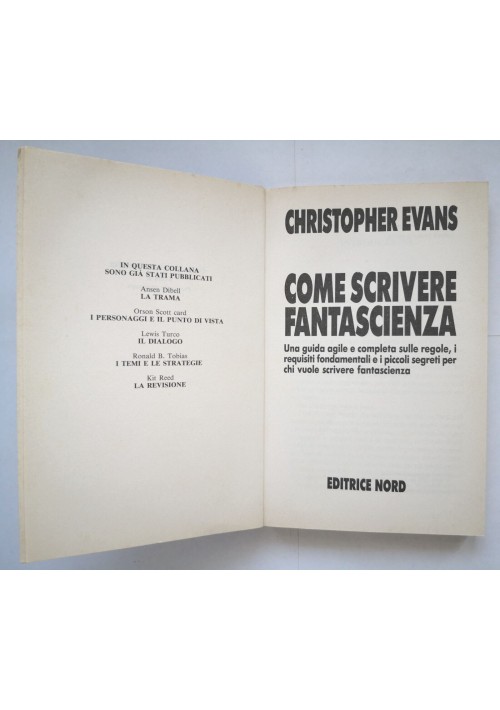 IN QUESTA COLLANA
SONO GIÀ STATI PUBBLICATI
Ansen Dibell
LA TRAMA
Orson Scott card
I PERSONAGGI E IL PUNTO DI VISTA
Lewis Turco
IL DIALOGO
Ronald B. Tobias
I TEMI E LE STRATEGIE
Kit Reed
LA REVISIONE
CHRISTOPHER EVANS
COME SCRIVERE
FANTASCIENZA
Una guida agile e completa sulle regole, i
requisiti fondamentali e i piccoli segreti per
chi vuole scrivere fantascienza
EDITRICE NORD